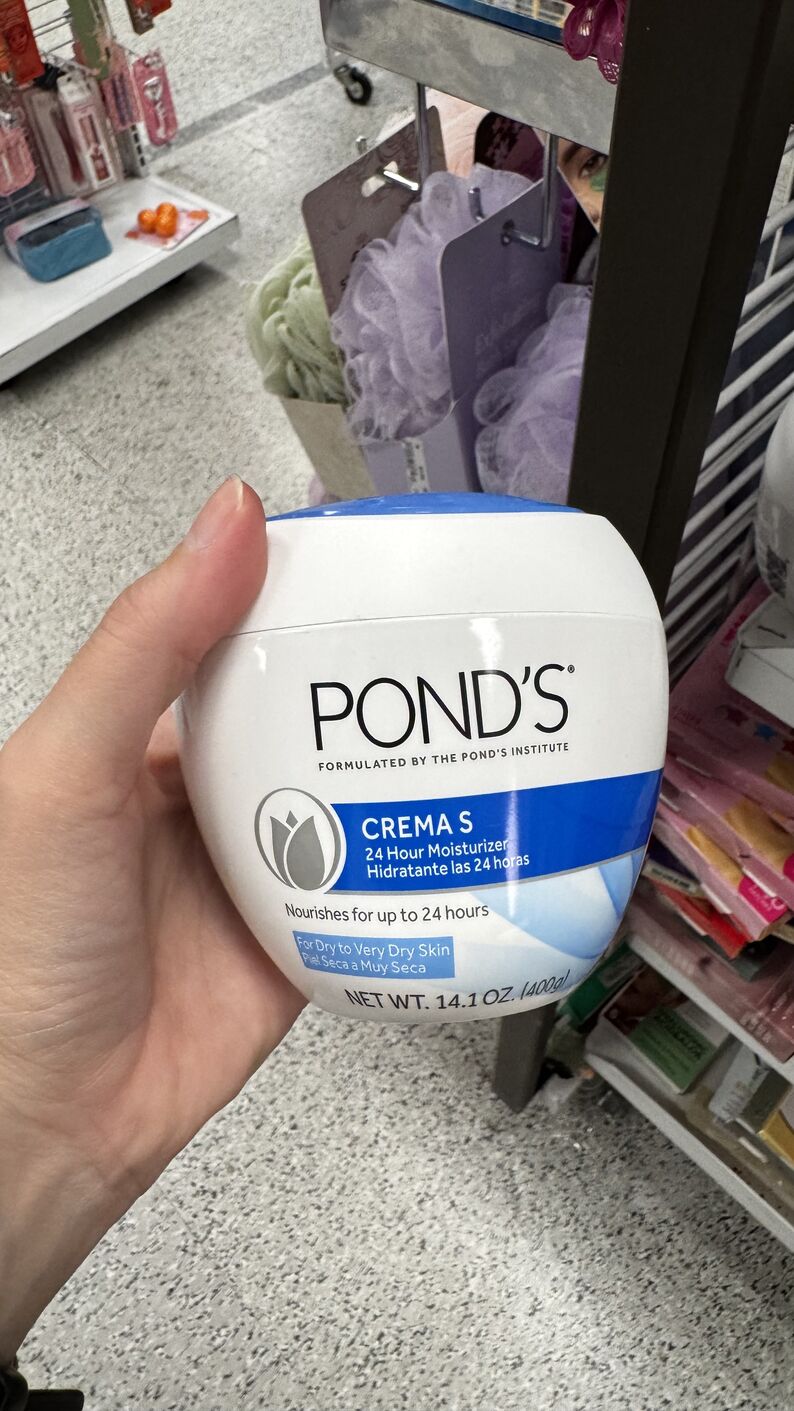 POND'S®
FORMULATED BY THE POND'S INSTITUTE
CREMA S
24 Hour Moisturizer
Hidratante las 24 horas
Nourishes for up to 24 hours
For Dry to Very Dry Skin
Piel Seca a Muy Seca
NET WT. 14.1 OZ. (400g)